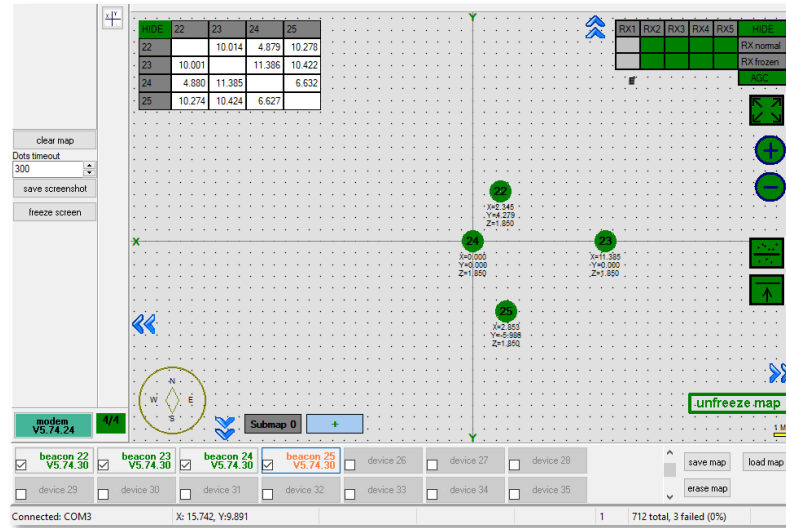 X Y
HIDE 22 23 24 25
22 10.014 4.879 10.278
23 10.001 11.386 10.422
24 4.880 11.385 6.632
25 10.274 10.424 6.627
Y
RX1 RX2 RX3 RX4 RX5 HIDE
RX normal
RX frozen
AGC
clear map
Dots timeout
300
save screenshot
freeze screen
22
X=2.345
Y=4.279
Z=1.850
X
24
X=0.000
Y=0.000
Z=1.850
23
X=11.385
Y=0.000
Z=1.850
25
X=2.853
Y=-5.986
Z=1.850
N
W E
S
unfreeze map
modem
V5.74.24
4/4
Submap 0
+
Y
1 M
beacon 22
V5.74.30
beacon 23
V5.74.30
beacon 24
V5.74.30
beacon 25
V5.74.30
device 26
device 27
device 28
save map
load map
device 29
device 30
device 31
device 32
device 33
device 34
device 35
erase map
Connected: COM3 X: 15.742, Y:9.891 1 712 total, 3 failed (0%)